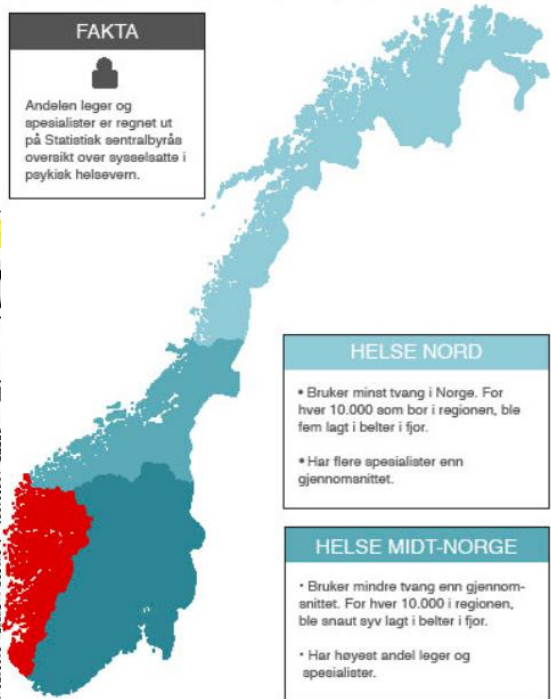 FAKTA
Andelen leger og
spesialister er regnet ut
på Statistisk sentralbyrås
oversikt over sysselsatte i
psykisk helsevern.
HELSE NORD
• Bruker minst tvang i Norge. For
hver 10.000 som bor i regionen, ble
fem lagt i belter i fjor.
• Har flere spesialister enn
gjennomsnittet.
HELSE MIDT-NORGE
· Bruker mindre tvang enn gjennom-
snittet. For hver 10.000 i regionen,
ble snaut syv lagt i belter i fjor.
· Har høyest andel leger og
spesialister.